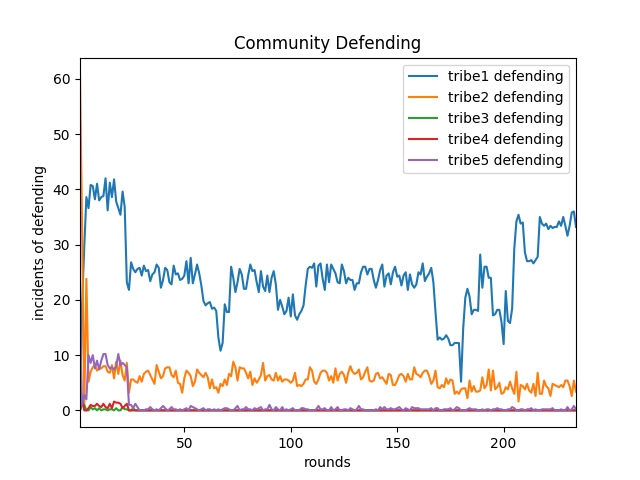 Community Defending
incidents of defending
60
50
40
30
20
10
0
tribe1 defending
tribe2 defending
tribe3 defending
tribe4 defending
tribe5 defending
50
100
150
200
rounds